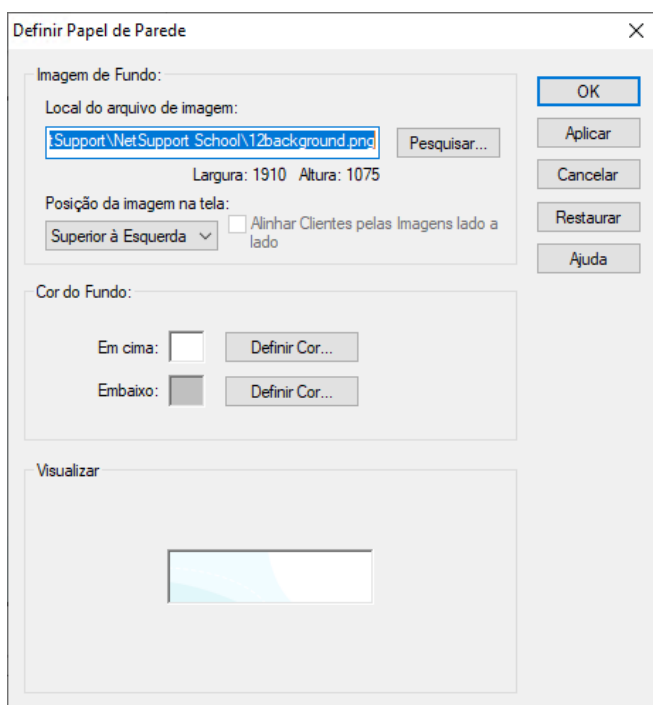 Definir Papel de Parede
Imagem de Fundo:
Local do arquivo de imagem:
tSupport\NetSupport School\12background.png
Pesquisar...
Largura: 1910 Altura: 1075
Posição da imagem na tela:
Superior à Esquerda
Alinhar Clientes pelas Imagens lado a
lado
OK
Aplicar
Cancelar
Restaurar
Ajuda
Cor do Fundo:
Em cima:
Definir Cor...
Embaixo:
Definir Cor...
Visualizar